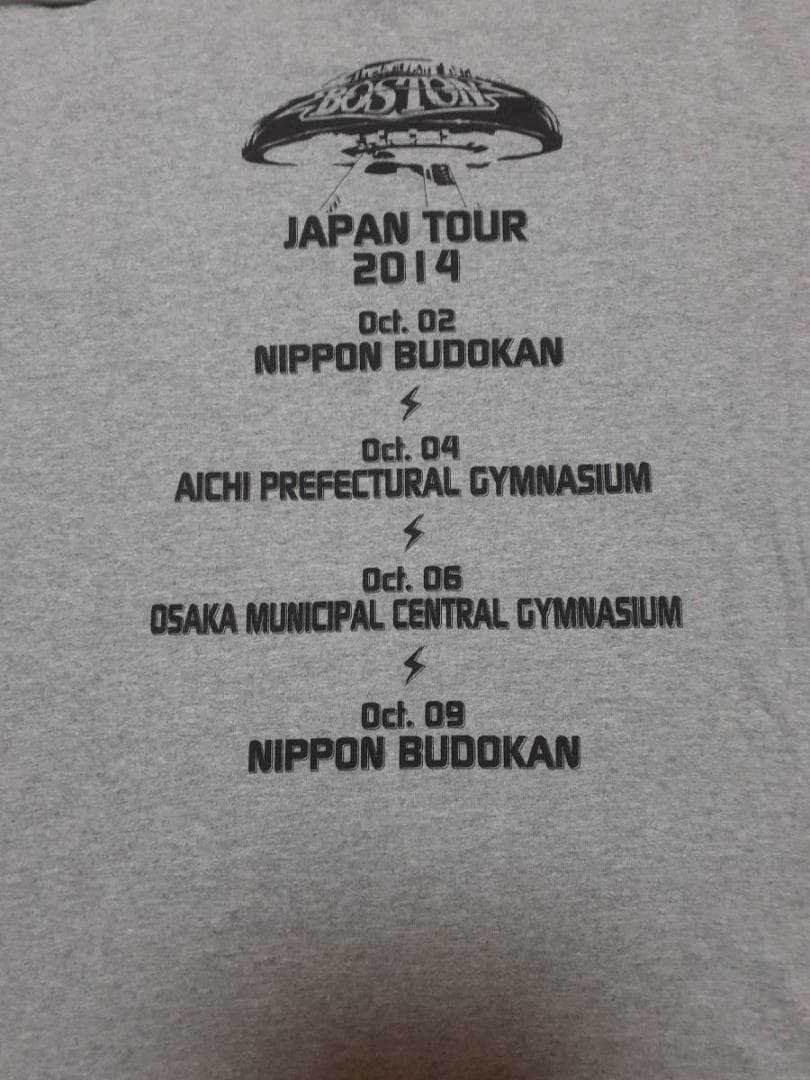 BOSTON
JAPAN TOUR
2014
Oct. 02
NIPPON BUDOKAN
Oct. 04
AICHI PREFECTURAL GYMNASIUM
Oct. 06
OSAKA MUNICIPAL CENTRAL GYMNASIUM
Oct. 09
NIPPON BUDOKAN